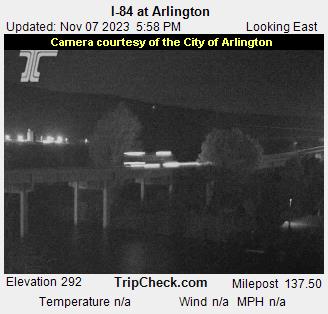 I-84 at Arlington
Updated: Nov 07 2023 5:58 PM Looking East
Camera courtesy of the City of Arlington
Elevation 292 TripCheck.com Milepost 137.50
Temperature n/a Wind n/a MPH n/a